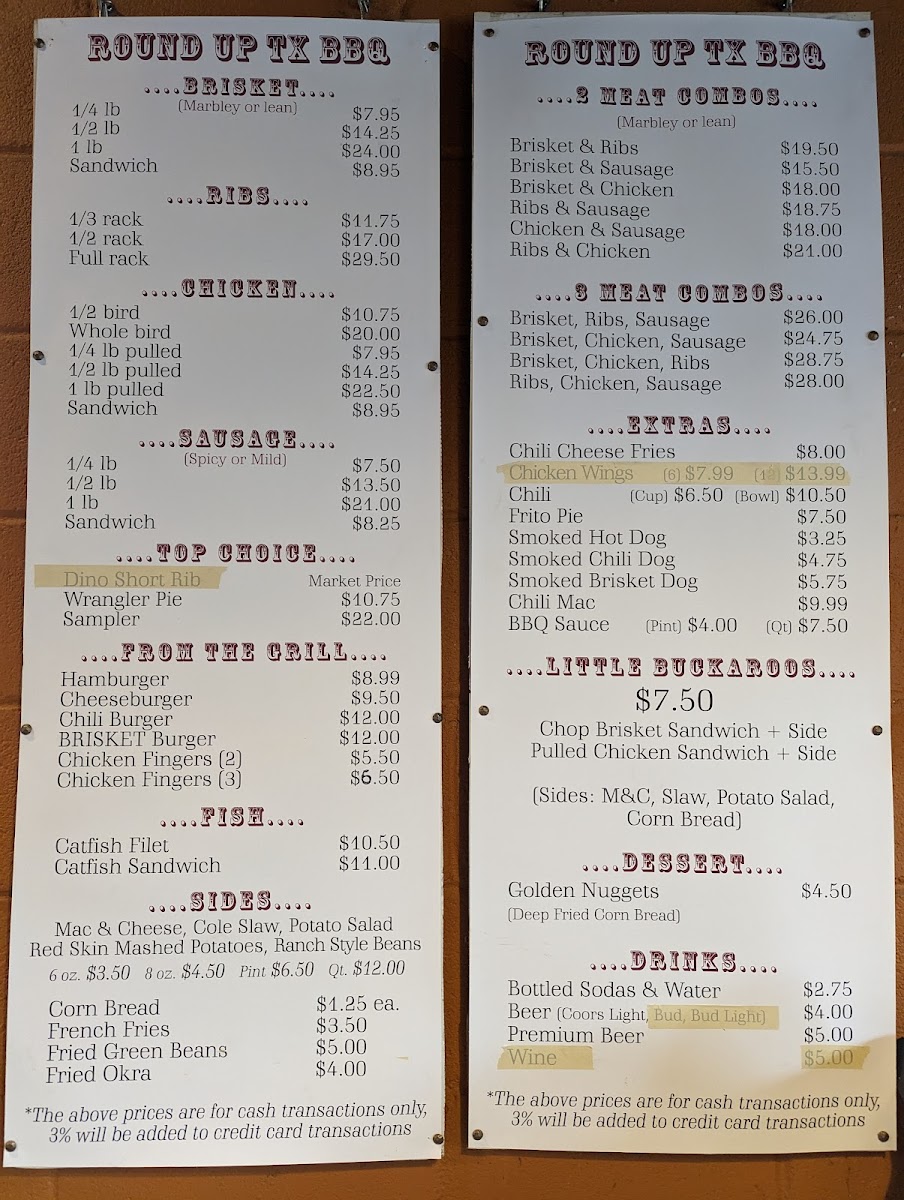 ROUND UP TX BBQ
....BRISKET....
(Marbley or lean)
1/4 lb $7.95
1/2 lb $14.25
1 lb $24.00
Sandwich $8.95
....RIBS....
1/3 rack $11.75
1/2 rack $17.00
Full rack $29.50
....CHICKEN....
1/2 bird $10.75
Whole bird $20.00
1/4 lb pulled $7.95
1/2 lb pulled $14.25
1 lb pulled $22.50
Sandwich $8.95
....SAUSAGE....
(Spicy or Mild)
1/4 lb $7.50
1/2 lb $13.50
1 lb $21.00
Sandwich $8.25
....TOP CHOICE....
Dino Short Rib Market Price
Wrangler Pie $10.75
Sampler $22.00
....FROM THE GRILL....
Hamburger $8.99
Cheeseburger $9.50
Chili Burger $12.00
BRISKET Burger $12.00
Chicken Fingers (2) $5.50
Chicken Fingers (3) $6.50
....FISH....
Catfish Filet $10.50
Catfish Sandwich $11.00
....SIDES....
Mac & Cheese, Cole Slaw, Potato Salad
Red Skin Mashed Potatoes, Ranch Style Beans
6 oz. $3.50 8 oz. $4.50 Pint $6.50 Qt. $12.00
Corn Bread $1.25 ea.
French Fries $3.50
Fried Green Beans $5.00
Fried Okra $4.00
*The above prices are for cash transactions only,
3% will be added to credit card transactions
ROUND UP TX BBQ
....2 MEAT COMBOS....
(Marbley or lean)
Brisket & Ribs $19.50
Brisket & Sausage $15.50
Brisket & Chicken $18.00
Ribs & Sausage $18.75
Chicken & Sausage $18.00
Ribs & Chicken $21.00
....3 MEAT COMBOS....
Brisket, Ribs, Sausage $26.00
Brisket, Chicken, Sausage $24.75
Brisket, Chicken, Ribs $28.75
Ribs, Chicken, Sausage $28.00
....EXTRAS....
Chili Cheese Fries $8.00
Chicken Wings (6) $7.99 (12) $13.99
Chili (Cup) $6.50 (Bowl) $10.50
Frito Pie $7.50
Smoked Hot Dog $3.25
Smoked Chili Dog $4.75
Smoked Brisket Dog $5.75
Chili Mac $9.99
BBQ Sauce (Pint) $4.00 (Qt) $7.50
....LITTLE BUCKAROOS....
$7.50
Chop Brisket Sandwich + Side
Pulled Chicken Sandwich + Side
(Sides: M&C, Slaw, Potato Salad,
Corn Bread)
....DESSERT....
Golden Nuggets $4.50
(Deep Fried Corn Bread)
....DRINKS....
Bottled Sodas & Water $2.75
Beer (Coors Light, Bud, Bud Light) $4.00
Premium Beer $5.00
Wine $5.00
*The above prices are for cash transactions only,
3% will be added to credit card transactions